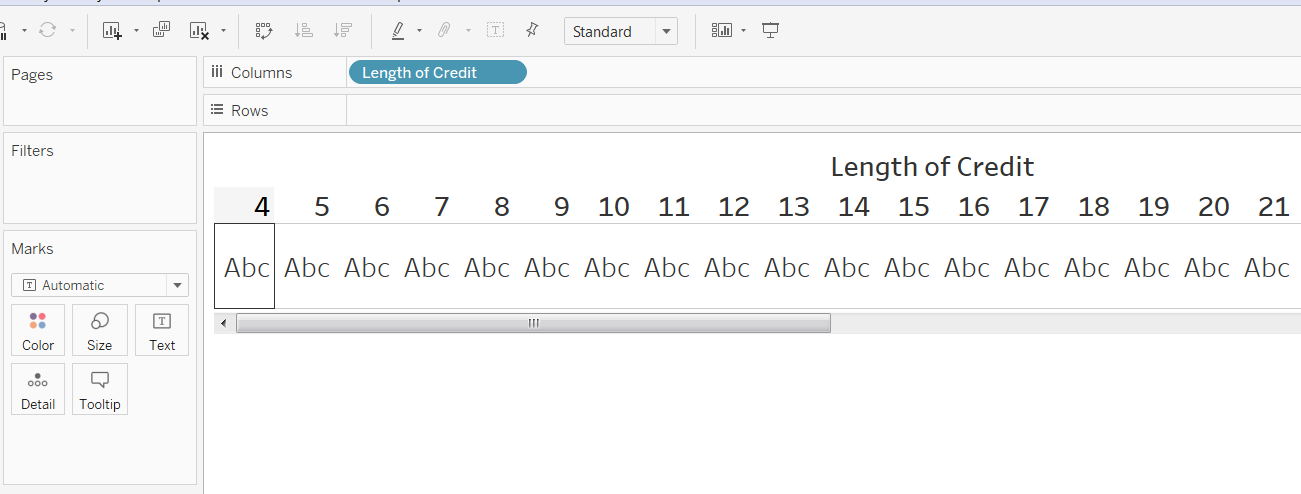 Standard
Pages
Columns
Length of Credit
Rows
Filters
Length of Credit
4 5 6 7 8 9 10 11 12 13 14 15 16 17 18 19 20 21
Abc Abc Abc Abc Abc Abc Abc Abc Abc Abc Abc Abc Abc Abc Abc Abc Abc Abc
Marks
T Automatic
T
Color Size Text
Detail Tooltip